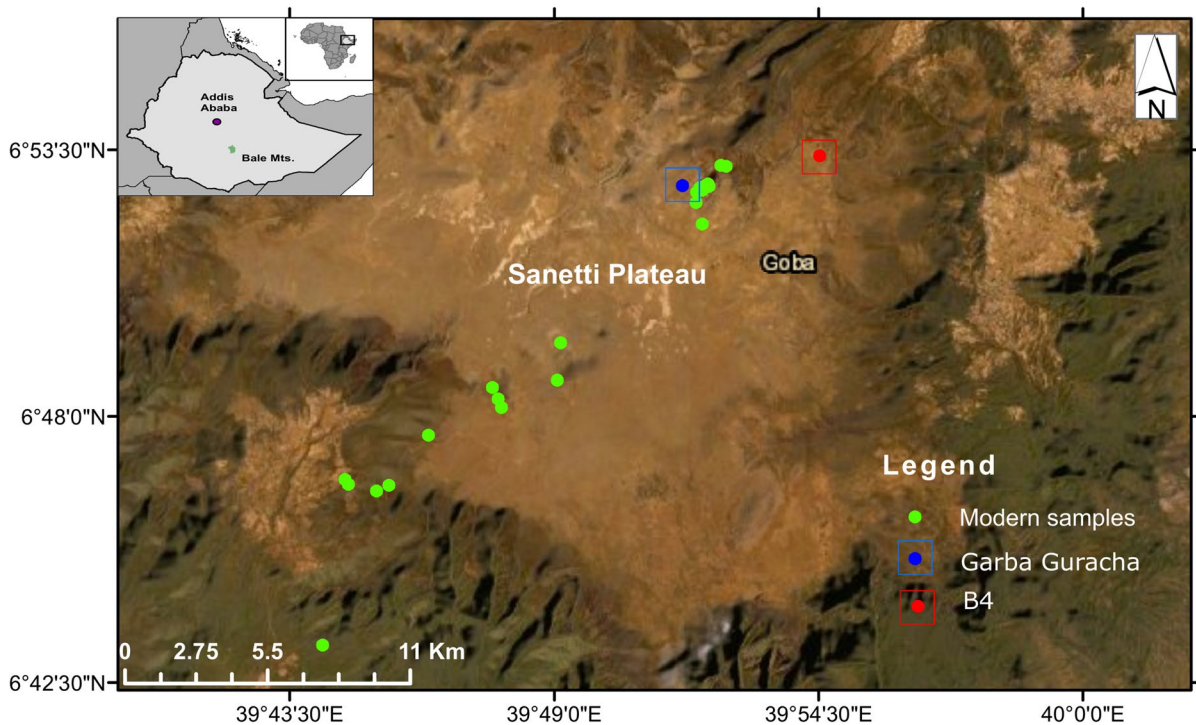 Addis
Ababa
Bale Mts.
N
6°53'30"N
6°48'0"N
6°42'30"N
Goba
Sanetti Plateau
Legend
Modern samples
Garba Guracha
B4
0 2.75 5.5 11 Km
39°43'30"E 39°49'0"E 39°54'30"E 40°0'0"E